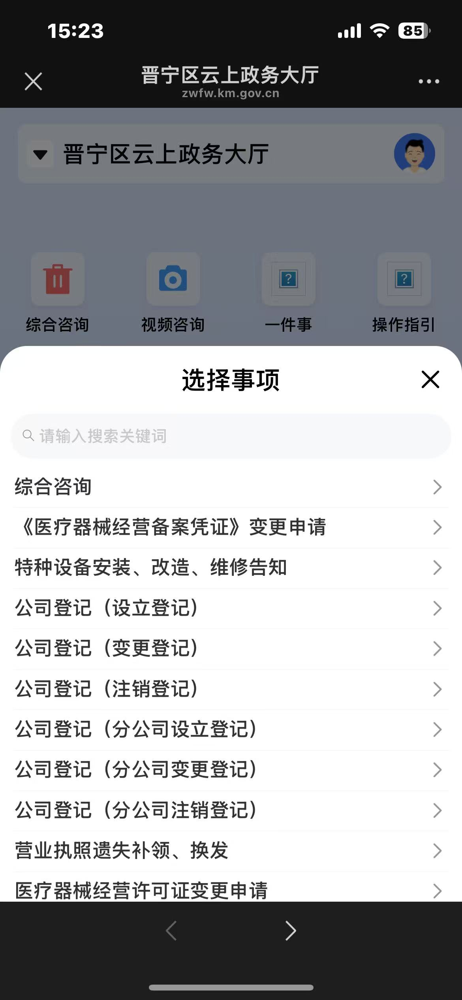 15:23
85
晋宁区云上政务大厅
zwfw.km.gov.cn
晋宁区云上政务大厅
综合咨询
视频咨询
一件事
操作指引
选择事项
请输入搜索关键词
综合咨询
《医疗器械经营备案凭证》变更申请
特种设备安装、改造、维修告知
公司登记（设立登记）
公司登记（变更登记）
公司登记（注销登记）
公司登记（分公司设立登记）
公司登记（分公司变更登记）
公司登记（分公司注销登记）
营业执照遗失补领、换发
医疗器械经营许可证变更申请